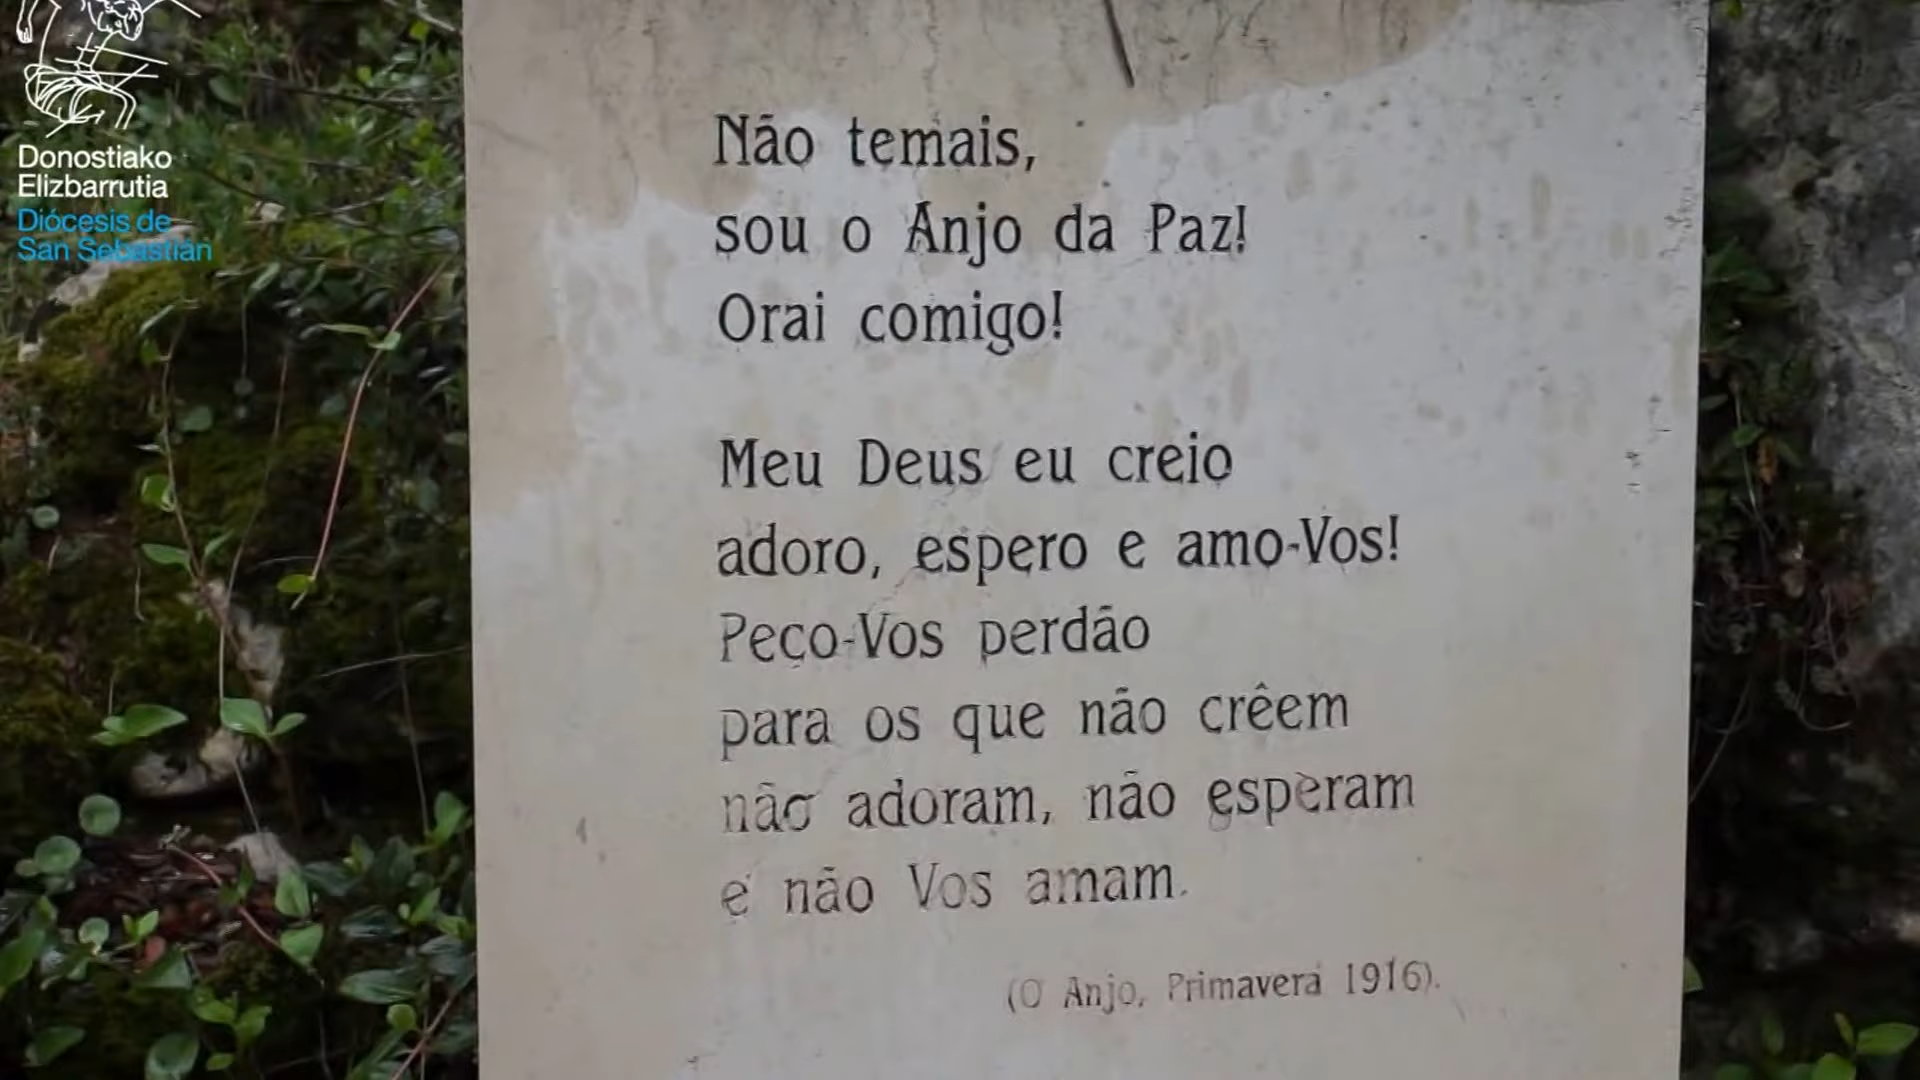 Donostiako
Elizbarrutia
Diócesis de
San Sebastián
Não temais,
sou o Anjo da Paz!
Orai comigo!
Meu Deus eu creio
adoro, espero e amo-Vos!
Peço-Vos perdão
para os que não crêem
não adoram, não esperam
e não Vos amam.
(O Anjo, Primavera 1916).